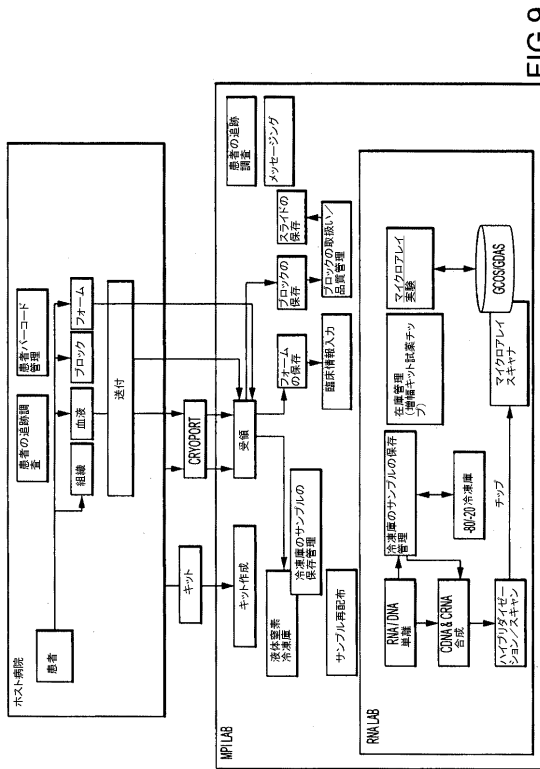 ホスト病院
患者
患者の追跡調
査
患者バーコード
管理
組織
血液
ブロック
フォーム
送付
キット
CRYOPORT
MPI LAB
キット作成
受領
液体窒素
冷凍庫
冷凍庫のサンプルの
保存管理
サンプル再配布
フォーム
の保存
臨床情報入力
ブロックの
保存
スライドの
保存
ブロックの取扱い/
品質管理
患者の追跡
調査
メッセージング
RNA LAB
RNA/DNA
単離
CDNA & CRNA
合成
ハイブリダイゼー
ション/スキャン
冷凍庫のサンプルの保存
管理
-80/-20 冷凍庫
チップ
在庫管理
(増幅キット試薬チッ
プ)
マイクロアレイ
実験
マイクロアレイ
スキャナ
GCOS/GDAS
FIG.9